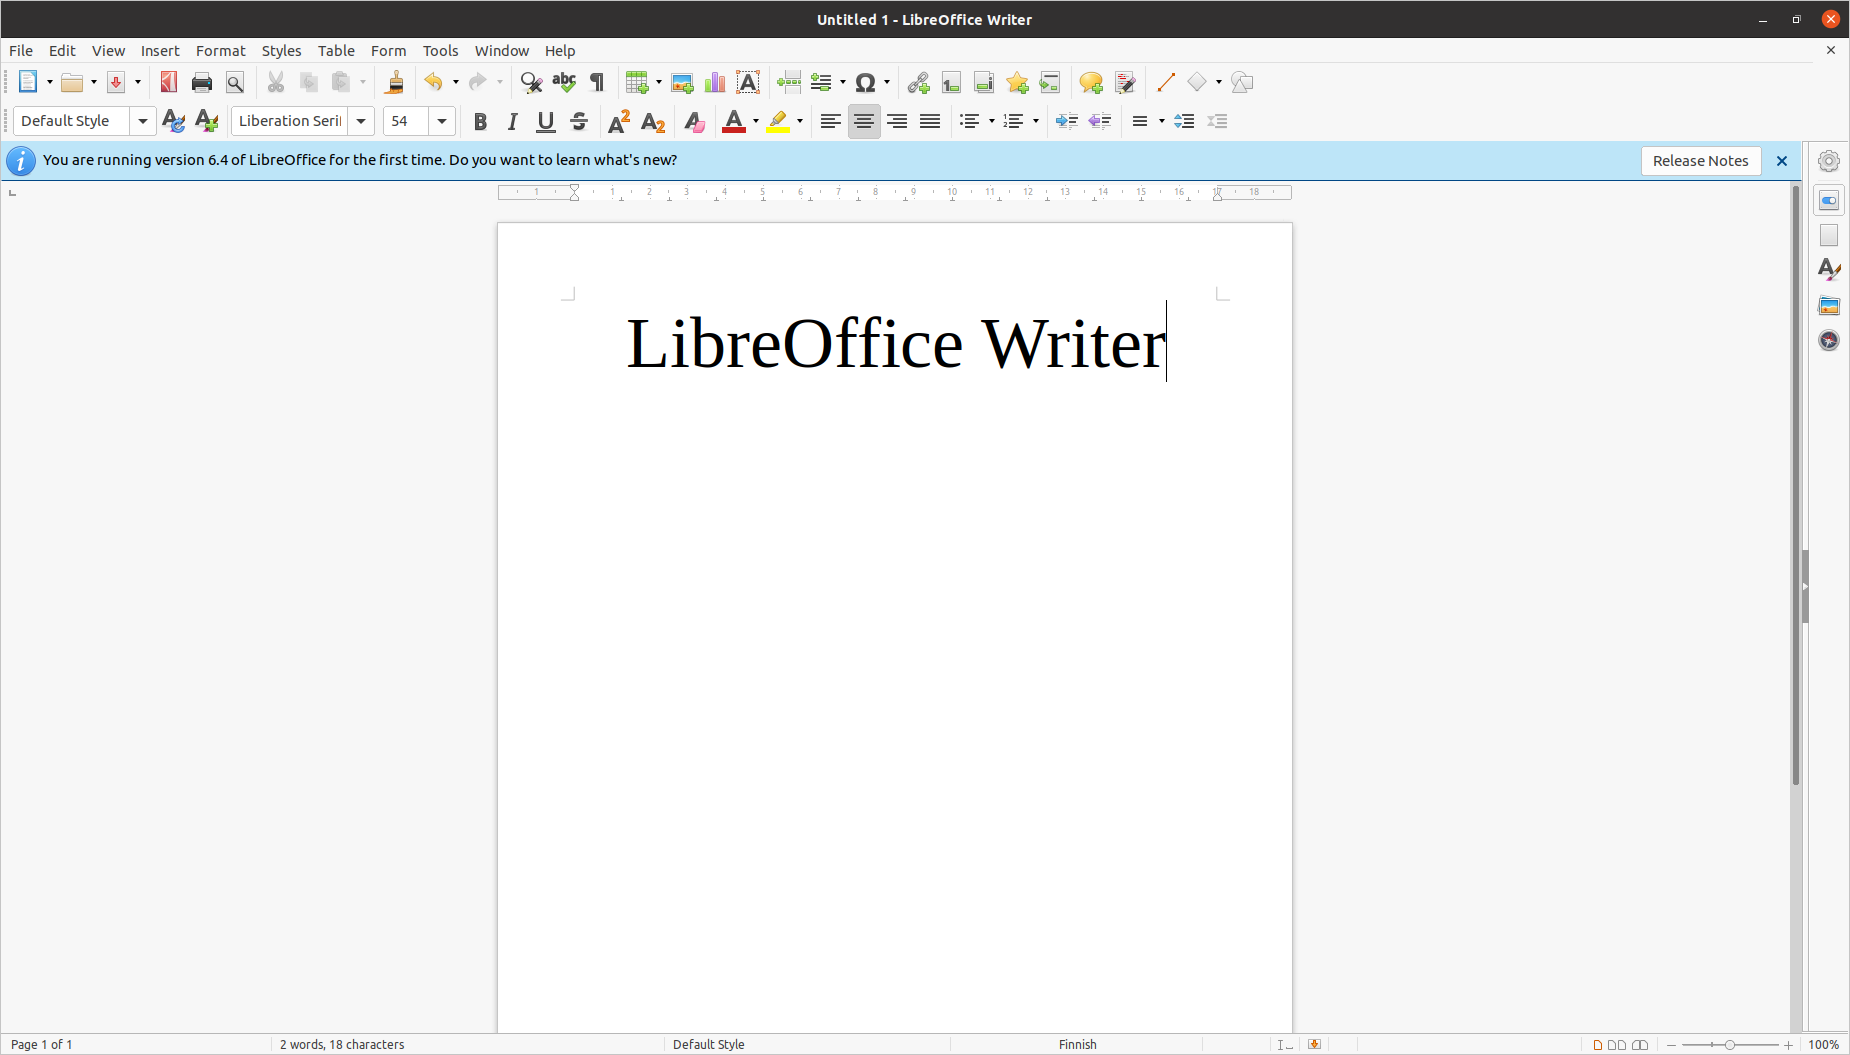 Untitled 1 - LibreOffice Writer
File Edit View Insert Format Styles Table Form Tools Window Help
Default Style Liberation Seri 54
You are running version 6.4 of LibreOffice for the first time. Do you want to learn what's new? Release Notes
1 1 2 3 4 5 6 7 8 9 10 11 12 13 14 15 16 17 18
LibreOffice Writer
Page 1 of 1 2 words, 18 characters Default Style Finnish 100%